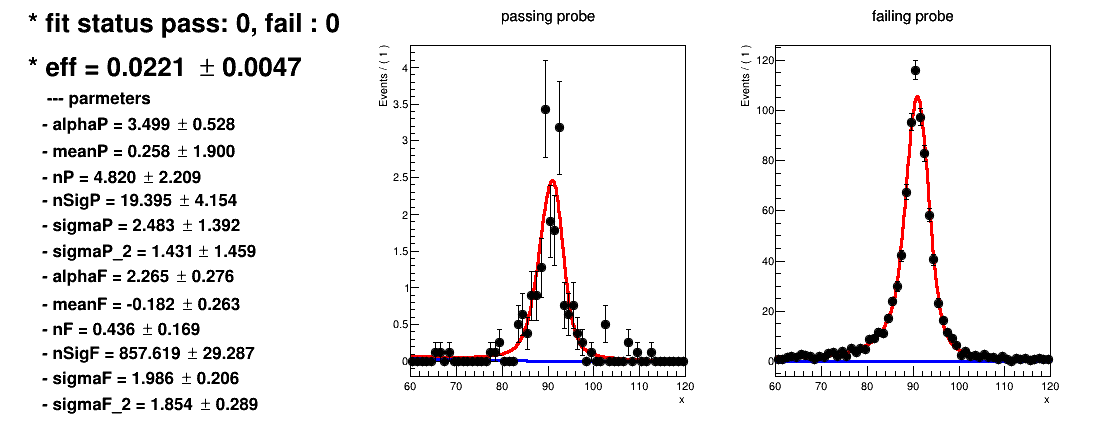 * fit status pass: 0, fail : 0
* eff = 0.0221 ± 0.0047
--- parmeters
- alphaP = 3.499 ± 0.528
- meanP = 0.258 ± 1.900
- nP = 4.820 ± 2.209
- nSigP = 19.395 ± 4.154
- sigmaP = 2.483 ± 1.392
- sigmaP_2 = 1.431 ± 1.459
- alphaF = 2.265 ± 0.276
- meanF = -0.182 ± 0.263
- nF = 0.436 ± 0.169
- nSigF = 857.619 ± 29.287
- sigmaF = 1.986 ± 0.206
- sigmaF_2 = 1.854 ± 0.289
passing probe
Events / ( 1 )
4
3.5
3
2.5
2
1.5
1
0.5
0
60 70 80 90 100 110 120
x
failing probe
Events / ( 1 )
120
100
80
60
40
20
0
60 70 80 90 100 110 120
x